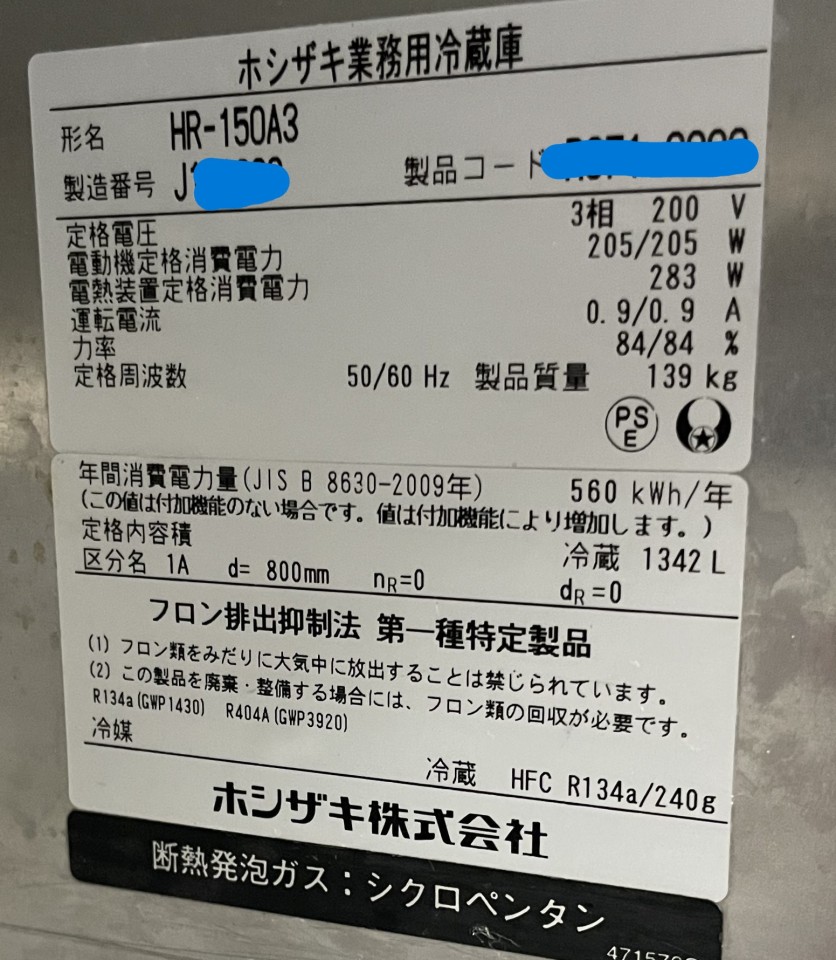 ホシザキ業務用冷蔵庫
形名 HR-150A3
製造番号 J 製品コード
定格電圧 3相 200 V
電動機定格消費電力 205/205 W
電熱装置定格消費電力 283 W
運転電流 0.9/0.9 A
力率 84/84 %
定格周波数 50/60 Hz 製品質量 139 kg
PSE
年間消費電力量(JIS B 8630-2009年) 560 kWh/年
(この値は付加機能のない場合です。値は付加機能により増加します。)
定格内容積 冷蔵 1342 L
区分名 1A d= 800mm nR=0 dR=0
フロン排出抑制法 第一種特定製品
(1) フロン類をみだりに大気中に放出することは禁じられています。
(2) この製品を廃棄・整備する場合には、フロン類の回収が必要です。
R134a(GWP1430) R404A(GWP3920)
冷媒
冷蔵 HFC R134a/240g
ホシザキ株式会社
断熱発泡ガス:シクロペンタン